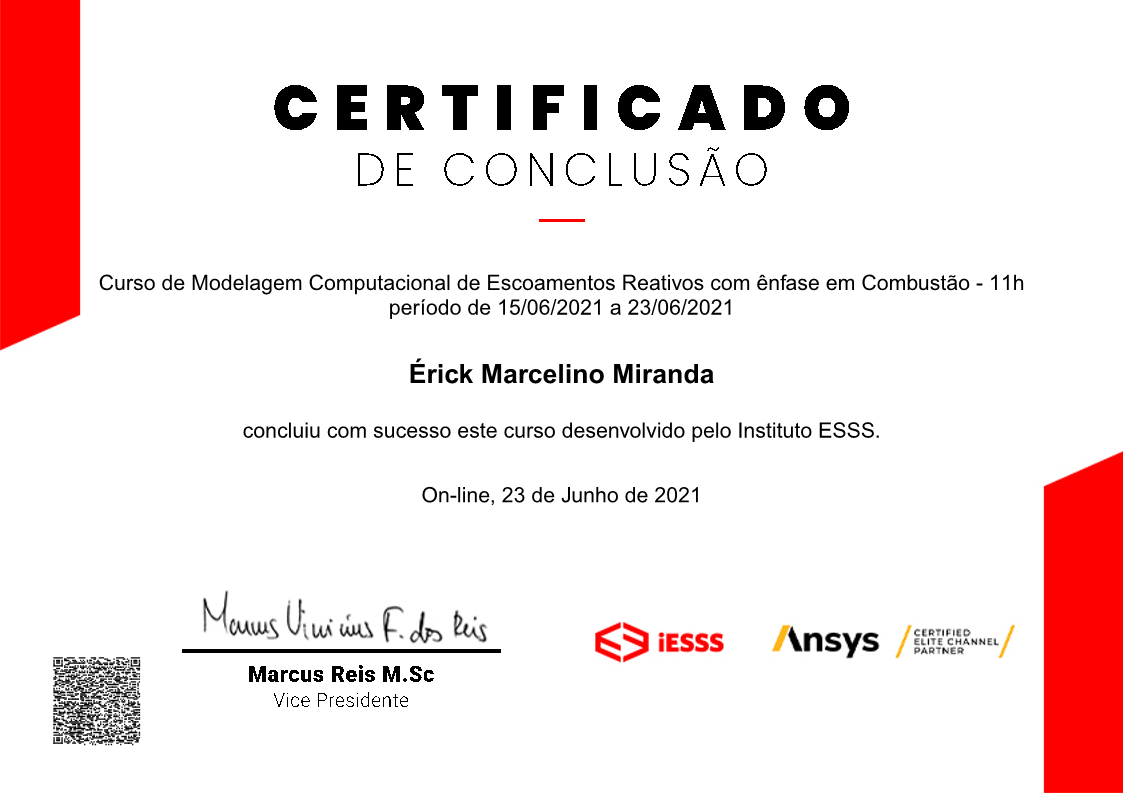 CERTIFICADO
DE CONCLUSÃO
Curso de Modelagem Computacional de Escoamentos Reativos com ênfase em Combustão - 11h
período de 15/06/2021 a 23/06/2021
Érick Marcelino Miranda
concluiu com sucesso este curso desenvolvido pelo Instituto ESSS.
On-line, 23 de Junho de 2021
Marcus Vinicius F. dos Reis
Marcus Reis M.Sc
Vice Presidente
iESSS
Ansys
CERTIFIED
ELITE CHANNEL
PARTNER